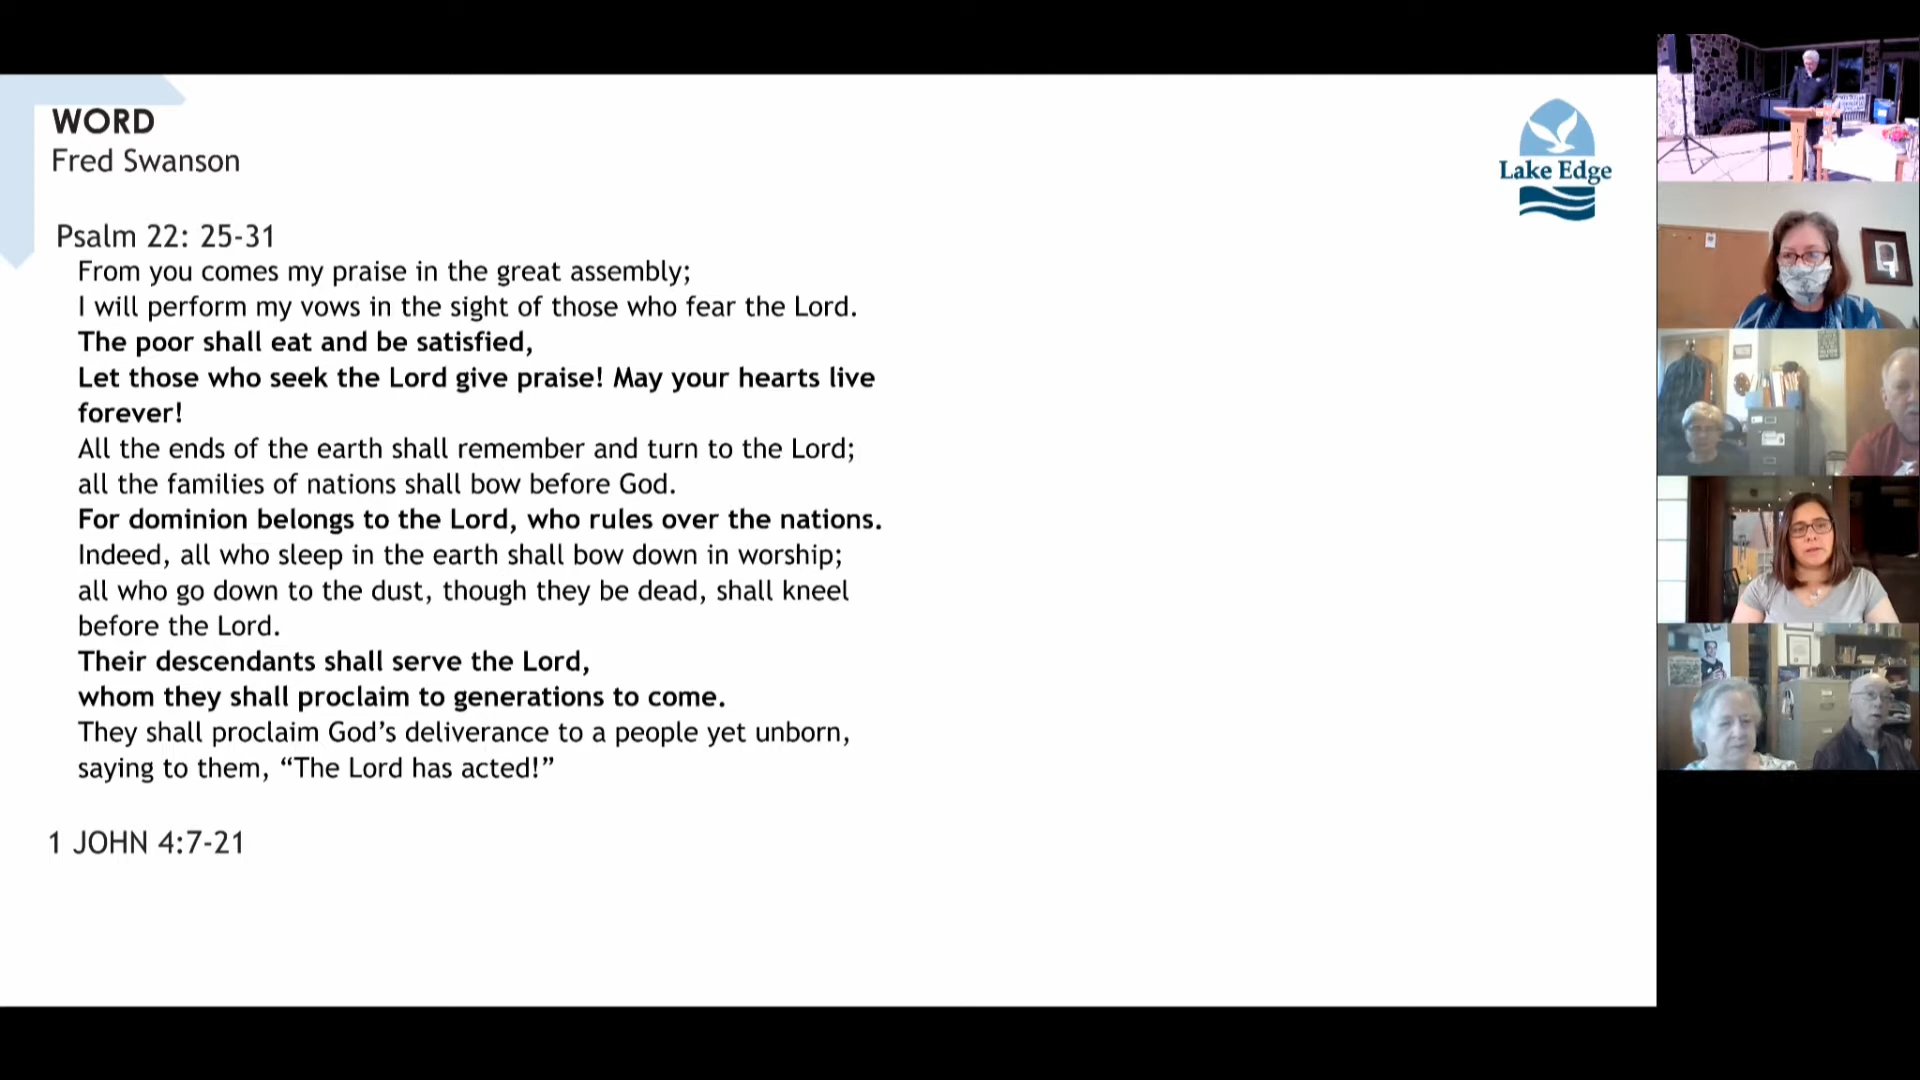 WORD
Fred Swanson
Lake Edge
Psalm 22: 25-31
From you comes my praise in the great assembly;
I will perform my vows in the sight of those who fear the Lord.
The poor shall eat and be satisfied,
Let those who seek the Lord give praise! May your hearts live
forever!
All the ends of the earth shall remember and turn to the Lord;
all the families of nations shall bow before God.
For dominion belongs to the Lord, who rules over the nations.
Indeed, all who sleep in the earth shall bow down in worship;
all who go down to the dust, though they be dead, shall kneel
before the Lord.
Their descendants shall serve the Lord,
whom they shall proclaim to generations to come.
They shall proclaim God’s deliverance to a people yet unborn,
saying to them, “The Lord has acted!”
1 JOHN 4:7-21